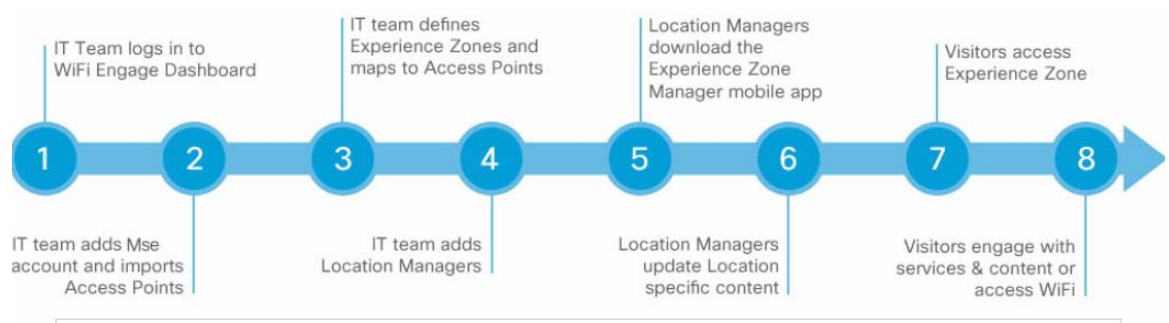 IT Team logs in to
WiFi Engage Dashboard
IT team defines
Experience Zones and
maps to Access Points
Location Managers
download the
Experience Zone
Manager mobile app
Visitors access
Experience Zone
1
2
3
4
5
6
7
8
IT team adds Mse
account and imports
Access Points
IT team adds
Location Managers
Location Managers
update Location
specific content
Visitors engage with
services & content or
access WiFi